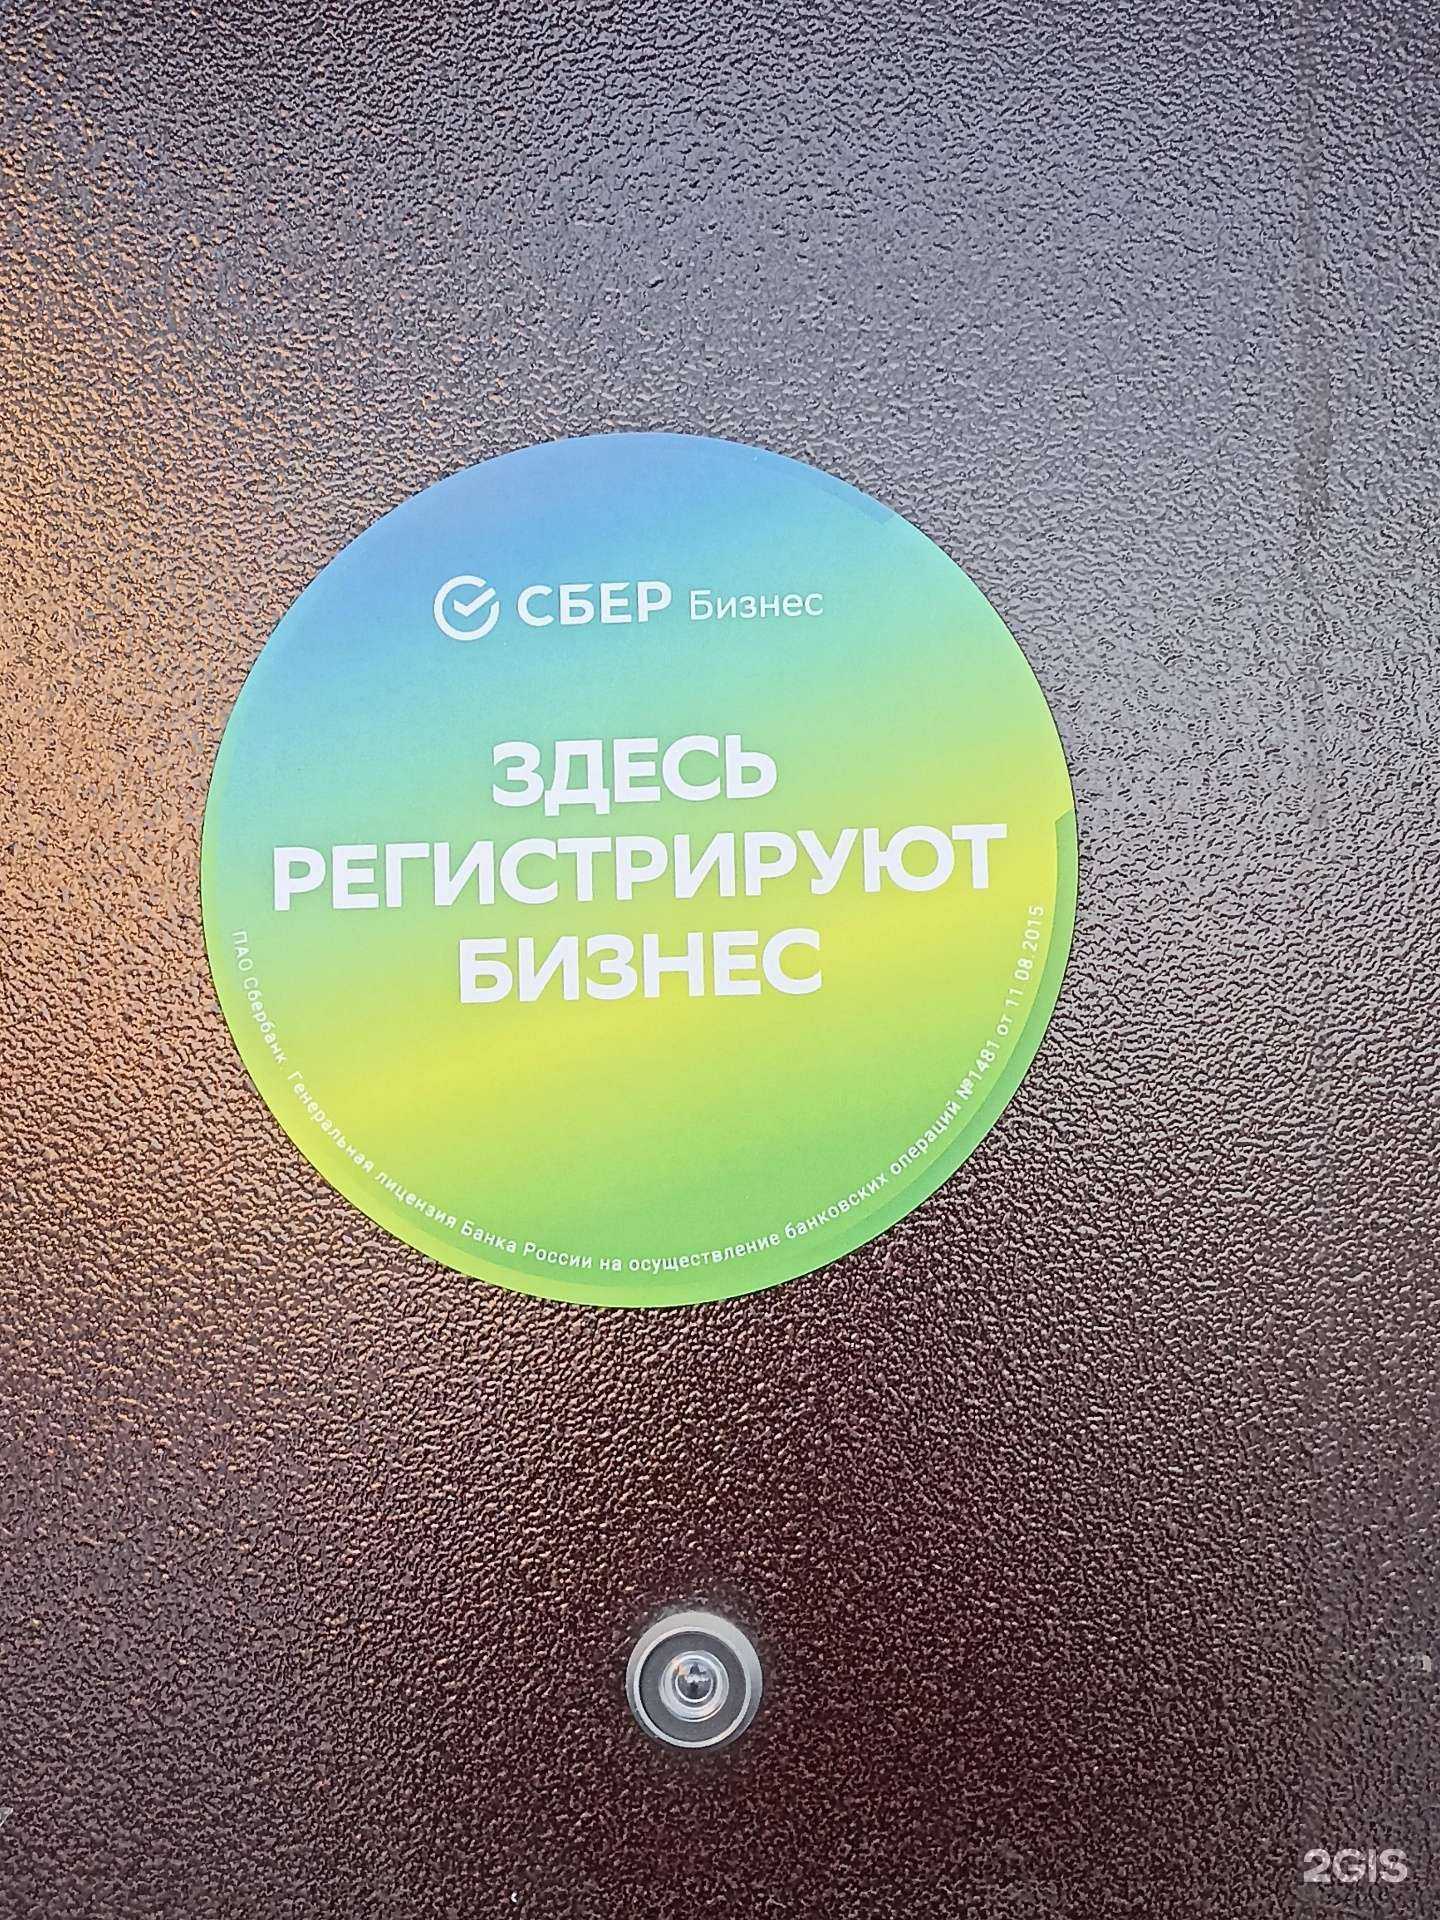 СБЕР Бизнес
ЗДЕСЬ
РЕГИСТРИРУЮТ
БИЗНЕС
ПАО Сбербанк. Генеральная лицензия Банка России на осуществление банковских операций №1481 от 11.08.2015
2GIS